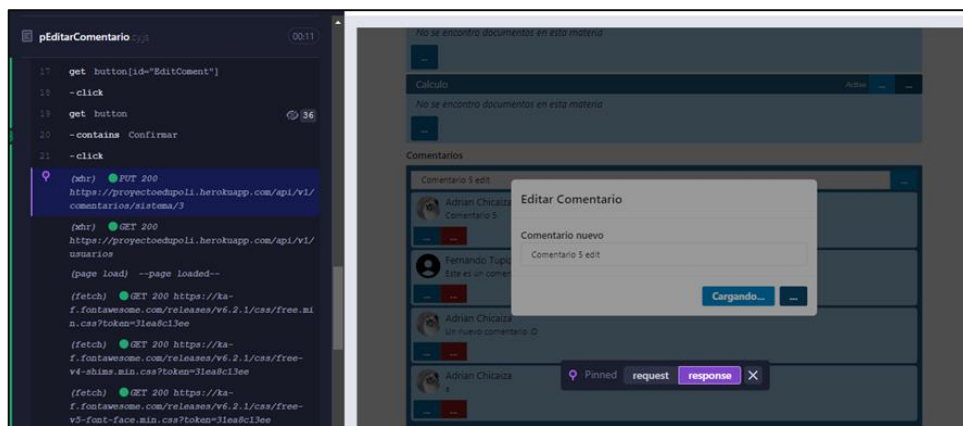 pEditarComentario cy.js
00:11
17 get button[id="EditComent"]
18 -click
19 get button 36
20 -contains Confirmar
21 -click
(xhr) PUT 200
https://proyectoedupoli.herokuapp.com/api/v1/
comentarios/sistema/3
(xhr) GET 200
https://proyectoedupoli.herokuapp.com/api/v1/
usuarios
(page load) --page loaded--
(fetch) GET 200 https://ka-
f.fontawesome.com/releases/v6.2.1/css/free.mi
n.css?token=31ea8c13ee
(fetch) GET 200 https://ka-
f.fontawesome.com/releases/v6.2.1/css/free-
v4-shims.min.css?token=31ea8c13ee
(fetch) GET 200 https://ka-
f.fontawesome.com/releases/v6.2.1/css/free-
v5-font-face.min.css?token=31ea8c13ee
No se encontro documentos en esta materia
...
Calculo
Active ... ...
No se encontro documentos en esta materia
...
Comentarios
Comentario 5 edit ...
Adrian Chicaiza
Comentario 5
... ...
Fernando Tupiz
Este es un comen
... ...
Adrian Chicaiza
Un nuevo comentario :D
... ...
Adrian Chicaiza
... ...
Editar Comentario
Comentario nuevo
Comentario 5 edit
Cargando... ...
Pinned request response X